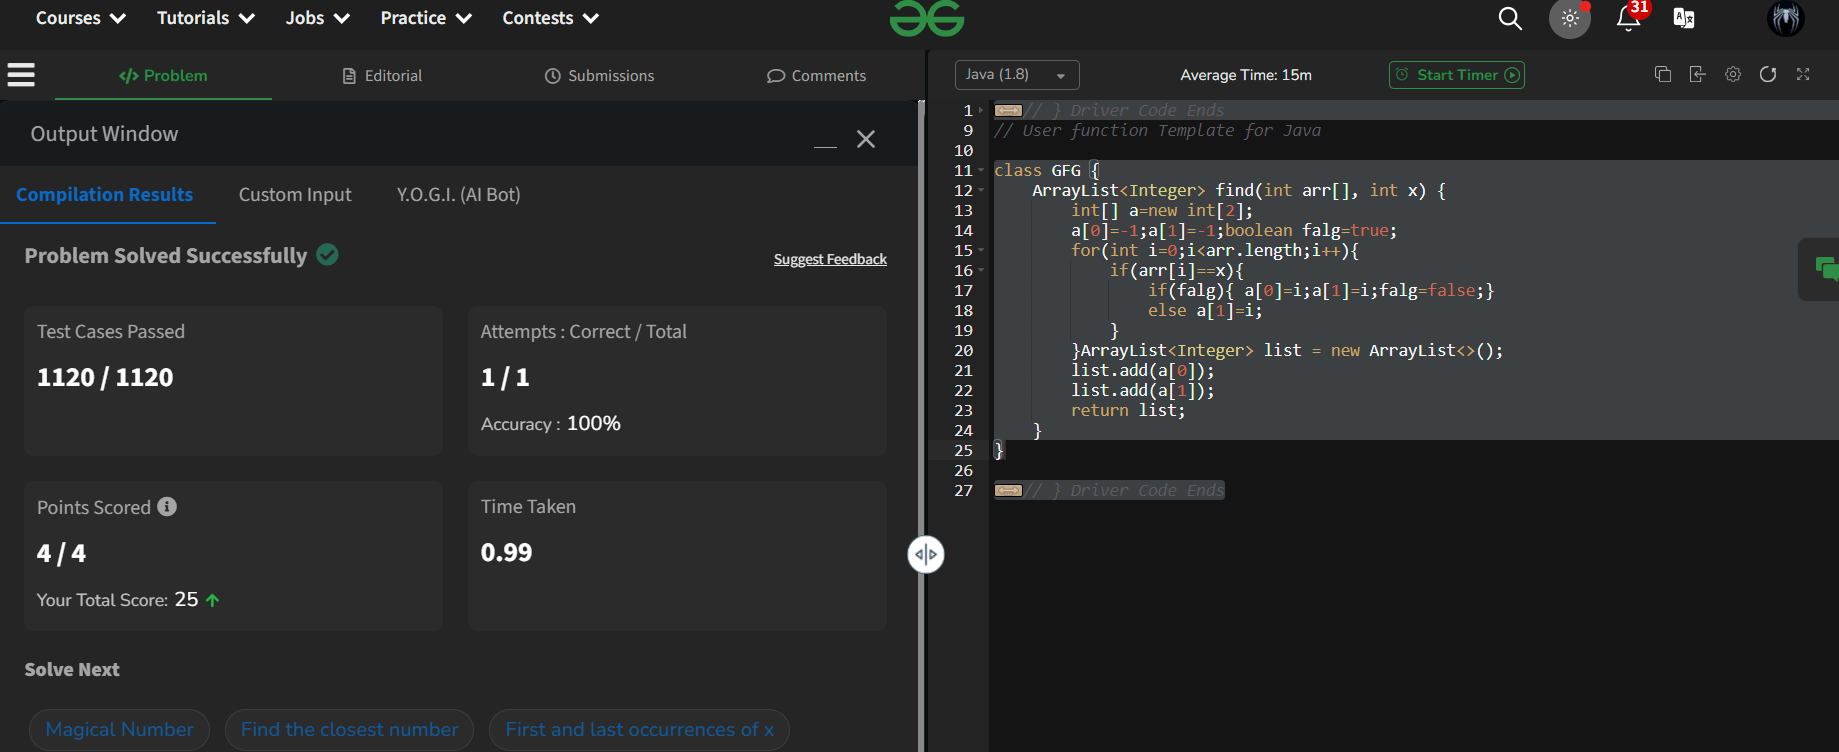 Courses Tutorials Jobs Practice Contests 31
Problem Editorial Submissions Comments
Output Window
Compilation Results Custom Input Y.O.G.I. (AI Bot)
Problem Solved Successfully Suggest Feedback
Test Cases Passed
1120 / 1120
Attempts : Correct / Total
1 / 1
Accuracy : 100%
Points Scored
4 / 4
Your Total Score: 25
Time Taken
0.99
Solve Next
Magical Number Find the closest number First and last occurrences of x
Java (1.8) Average Time: 15m Start Timer
1 // } Driver Code Ends
9 // User function Template for Java
10
11 class GFG {
12 ArrayList<Integer> find(int arr[], int x) {
13 int[] a=new int[2];
14 a[0]=-1;a[1]=-1;boolean falg=true;
15 for(int i=0;i<arr.length;i++){
16 if(arr[i]==x){
17 if(falg){ a[0]=i;a[1]=i;falg=false;}
18 else a[1]=i;
19 }
20 }ArrayList<Integer> list = new ArrayList<>();
21 list.add(a[0]);
22 list.add(a[1]);
23 return list;
24 }
25 }
26
27 // } Driver Code Ends